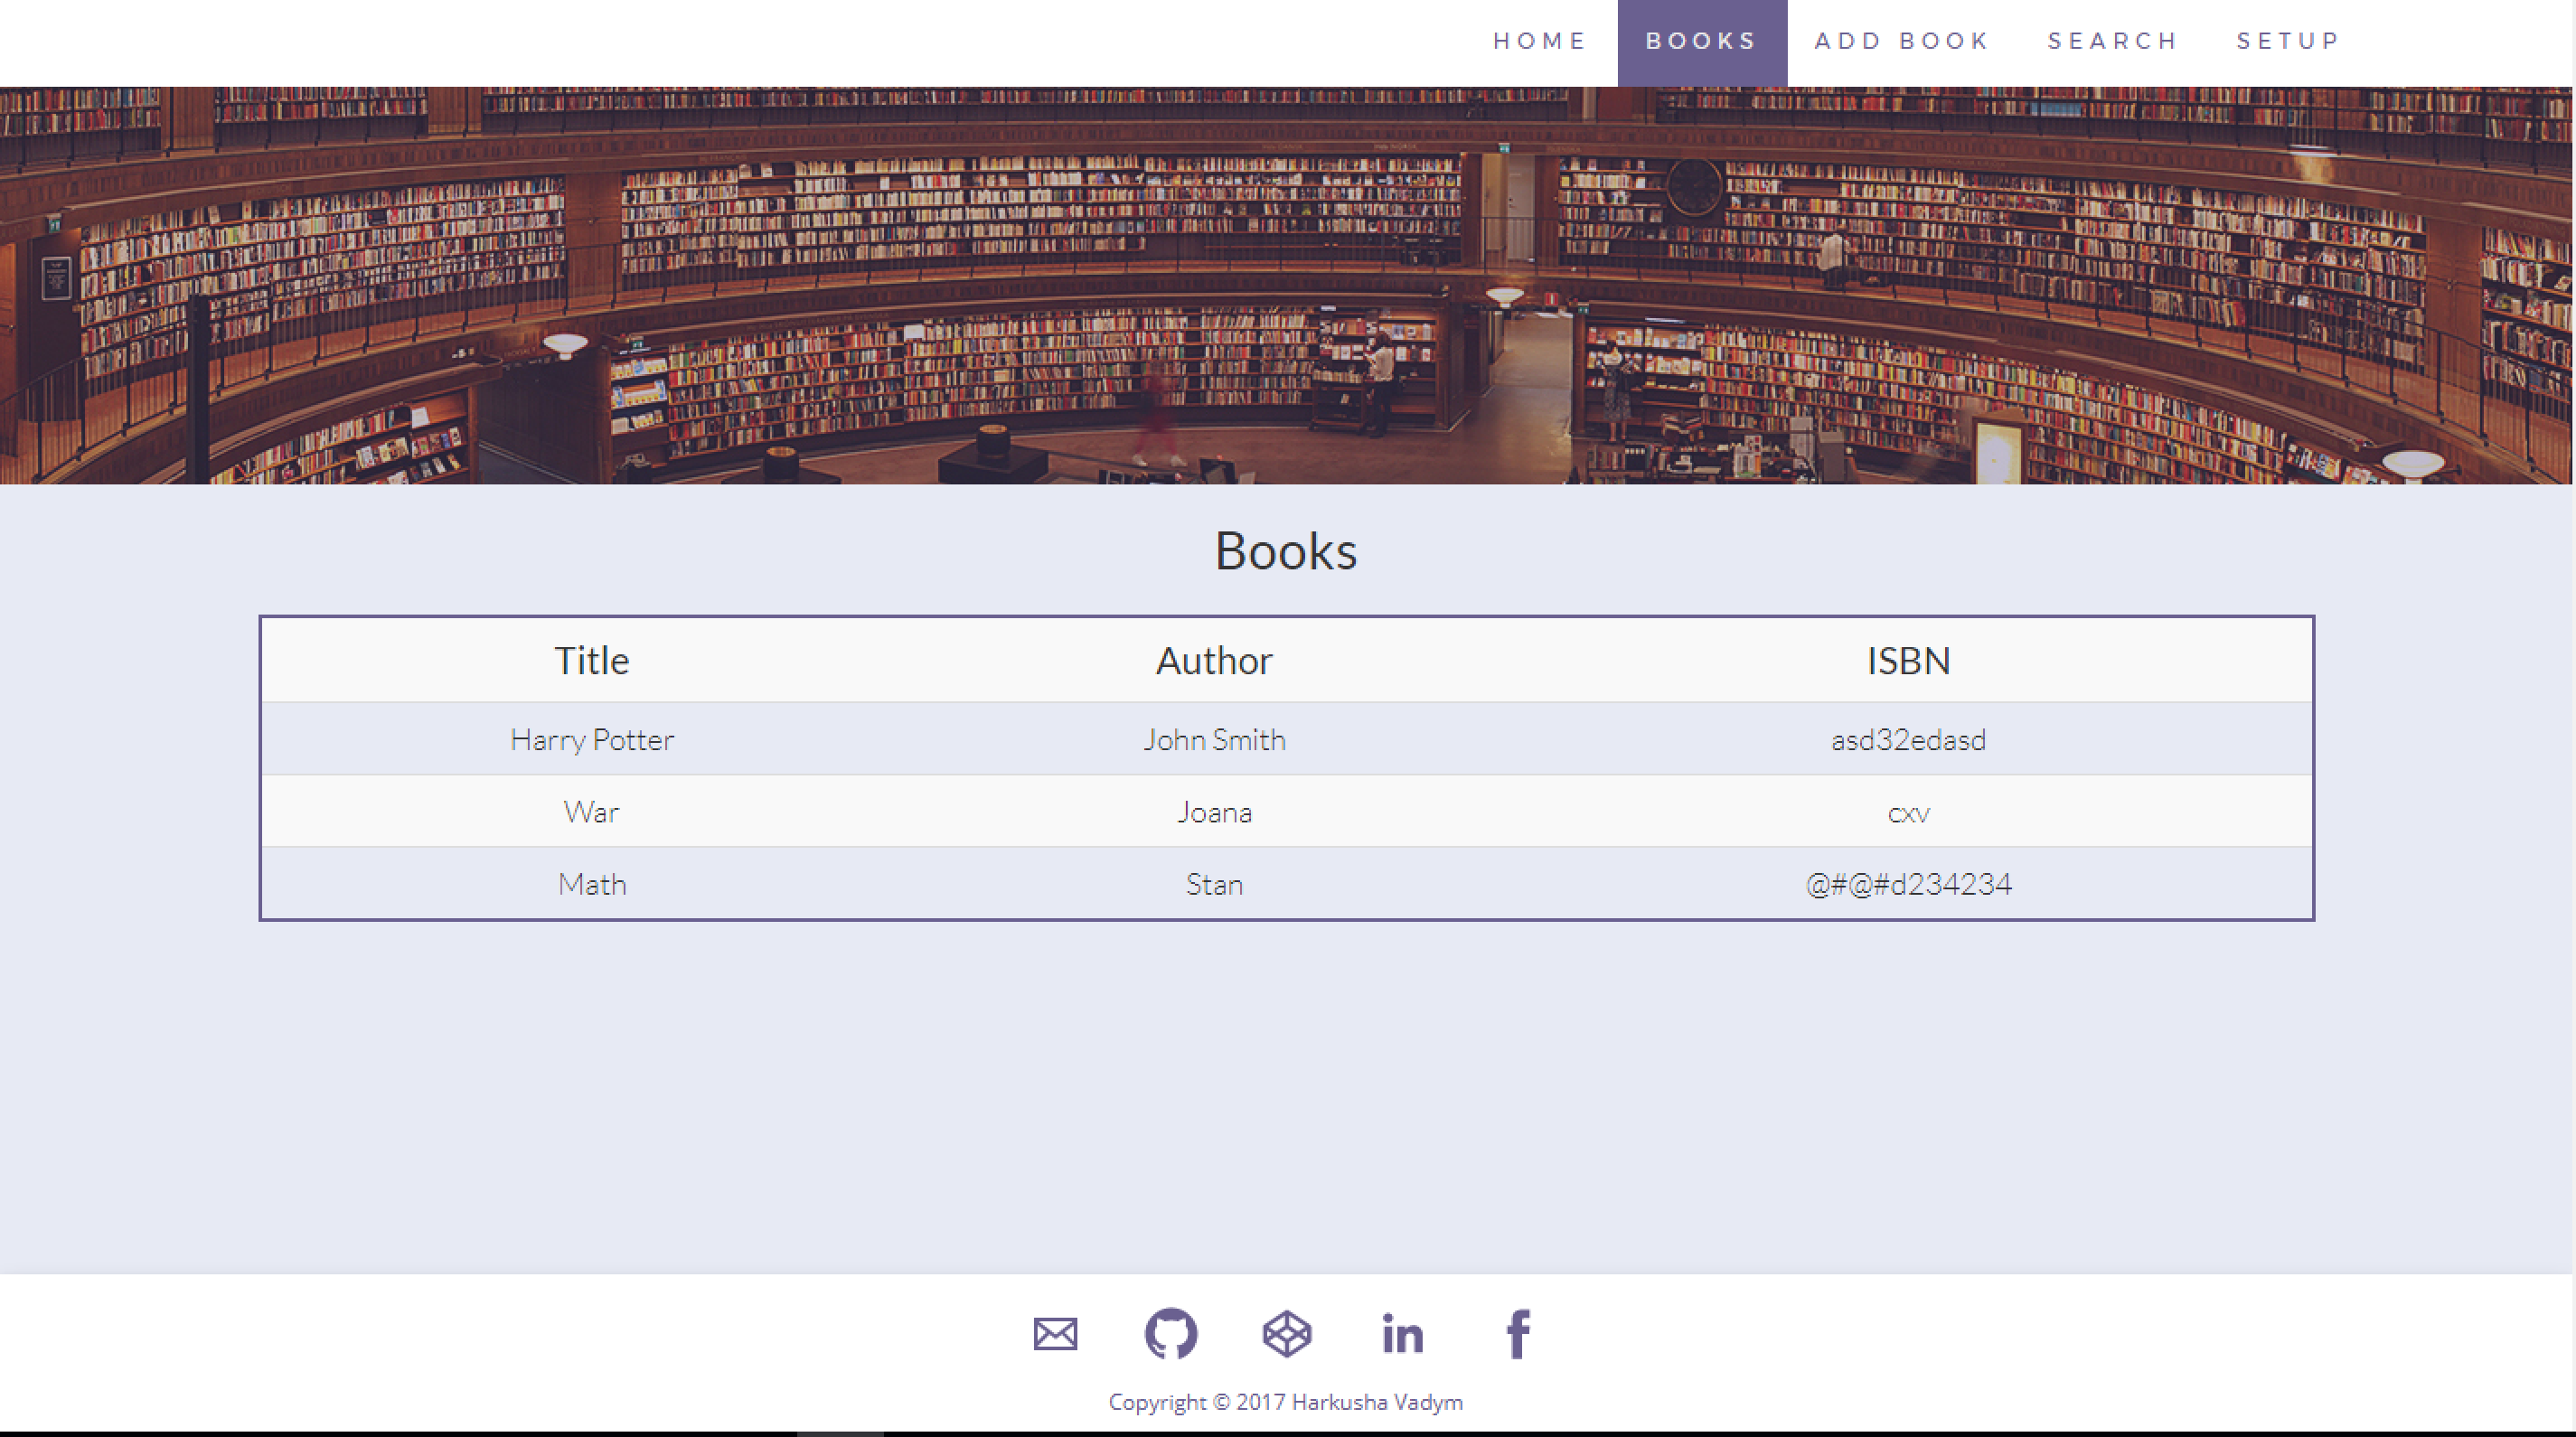 HOME BOOKS ADD BOOK SEARCH SETUP
Books
Title Author ISBN
Harry Potter John Smith asd32edasd
War Joana cxv
Math Stan @#@#d234234
in f
Copyright © 2017 Harkusha Vadym